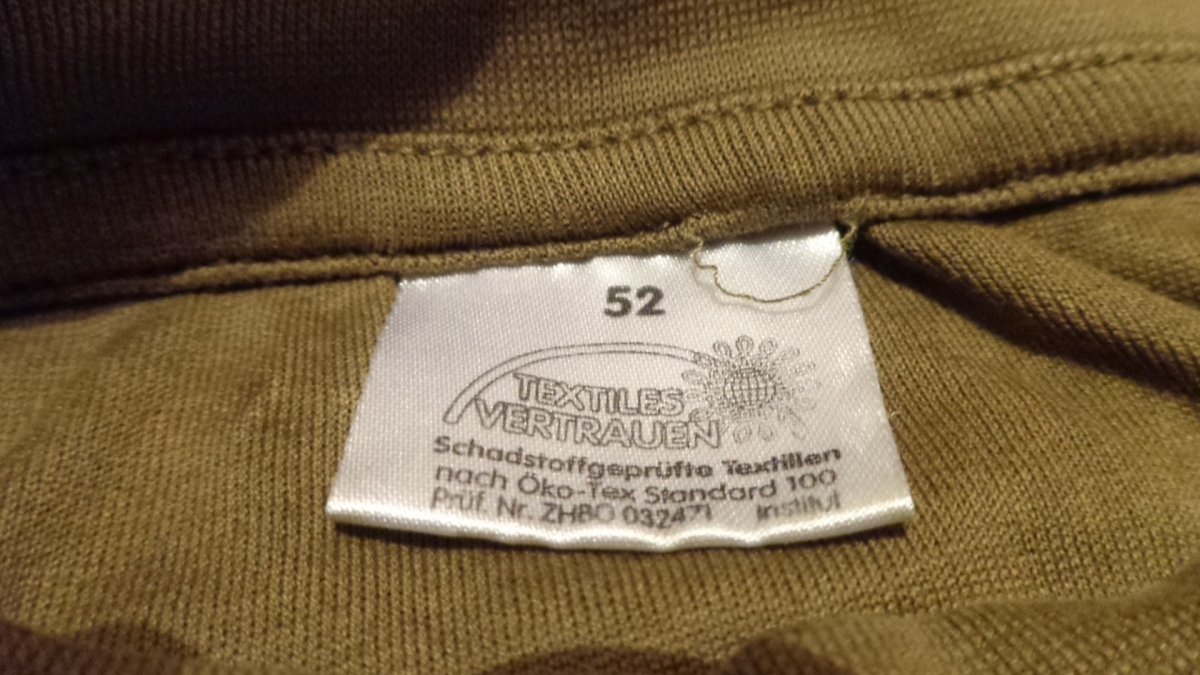 52
TEXTILES
VERTRAUEN
Schadstoffgeprüfte Textilien
nach Öko-Tex Standard 100
Prüf. Nr. ZHBO 032471 Institut